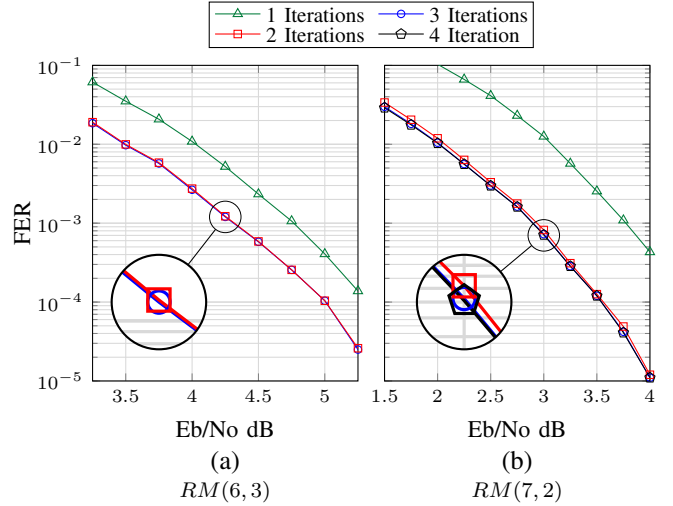 1 Iterations 3 Iterations
2 Iterations 4 Iteration
FER
10^−1
10^−2
10^−3
10^−4
10^−5
3.5 4 4.5 5
1.5 2 2.5 3 3.5 4
Eb/No dB Eb/No dB
(a) (b)
RM(6, 3) RM(7, 2)